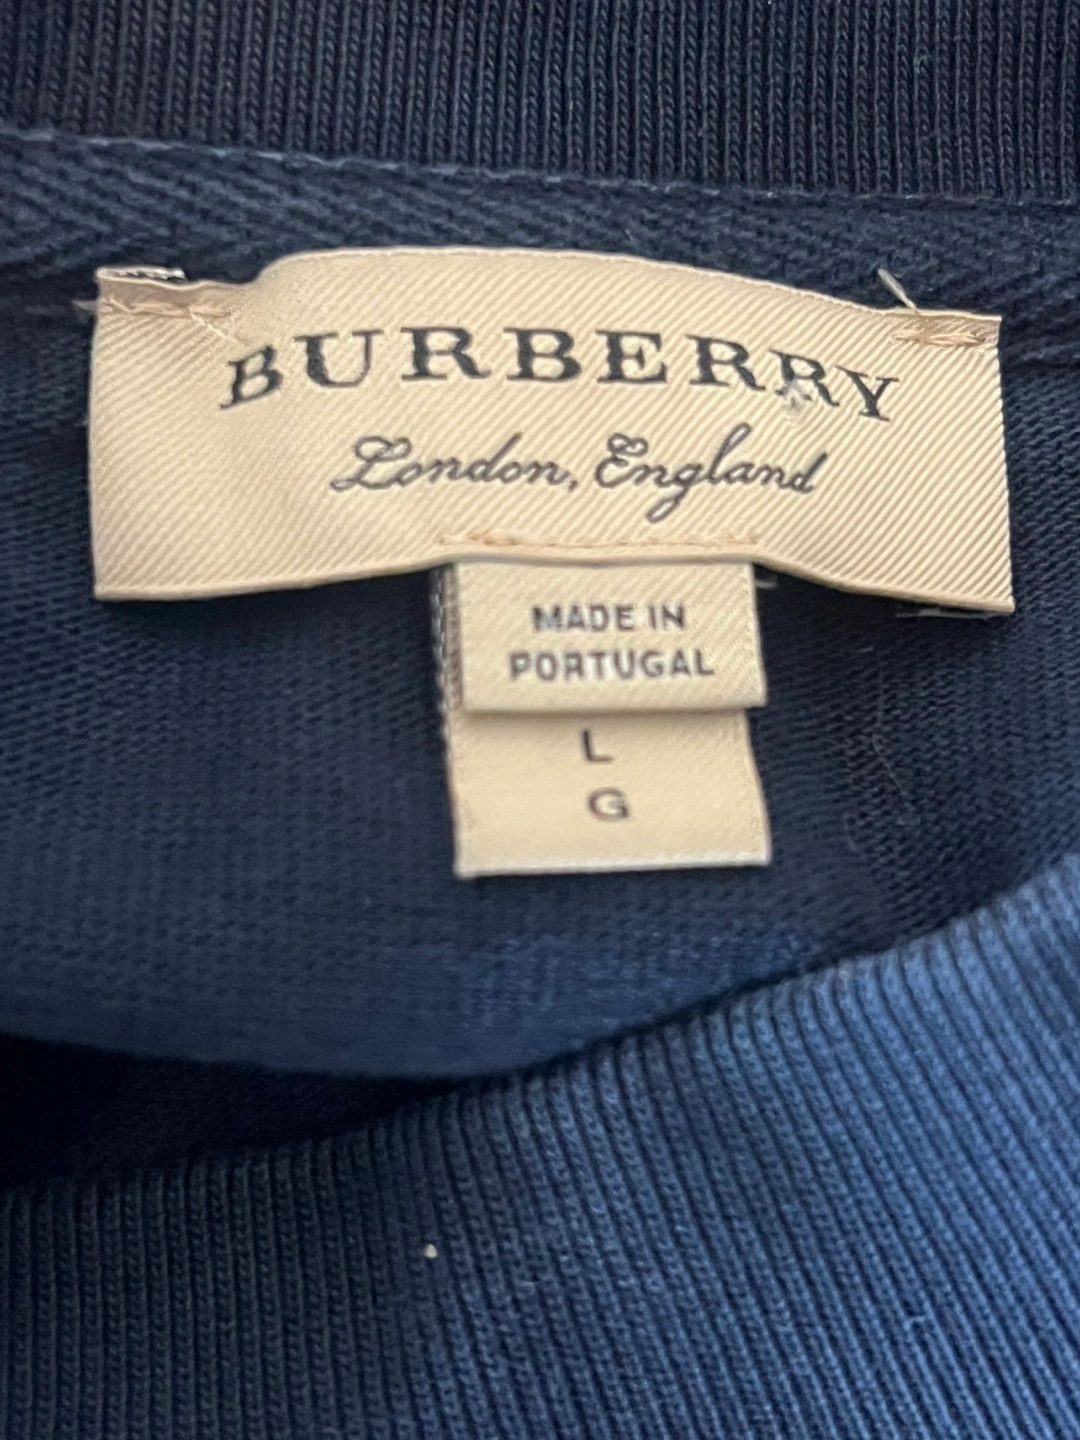 BURBERRY
London, England
MADE IN
PORTUGAL
L
G